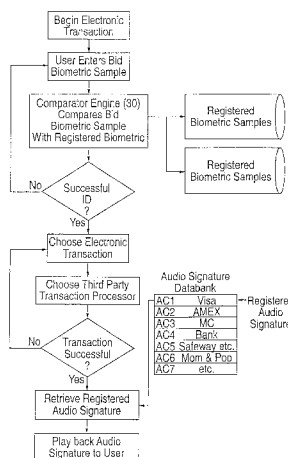 Begin Electronic
Transaction
User Enters Bid
Biometric Sample
Comparator Engine (30)
Compares Bid
Biometric Sample
With Registered Biometric
Registered
Biometric Samples
Registered
Biometric Samples
No
Successful
ID
?
Yes
Choose Electronic
Transaction
Choose Third Party
Transaction Processor
No
Transaction
Successful
?
Yes
Retrieve Registered
Audio Signature
Play back Audio
Signature to User
Audio Signature
Databank
AC1 Visa
AC2 AMEX
AC3 MC
AC4 Bank
AC5 Safeway etc.
AC6 Mom & Pop
AC7 etc.
Registere
Audio
Signature